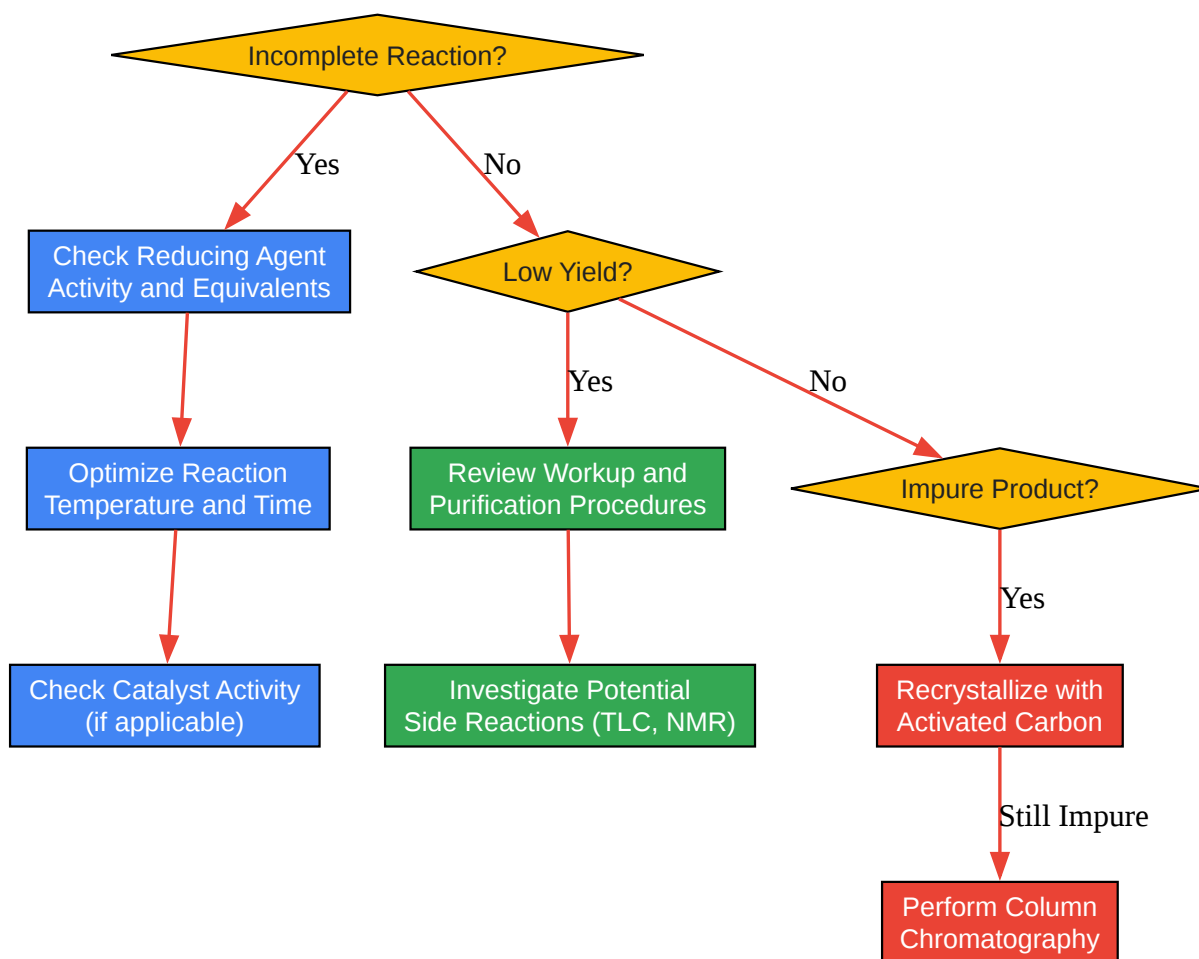 Incomplete Reaction?
Yes
No
Check Reducing Agent
Activity and Equivalents
Low Yield?
Yes
No
Optimize Reaction
Temperature and Time
Review Workup and
Purification Procedures
Impure Product?
Yes
Check Catalyst Activity
(if applicable)
Investigate Potential
Side Reactions (TLC, NMR)
Recrystallize with
Activated Carbon
Still Impure
Perform Column
Chromatography